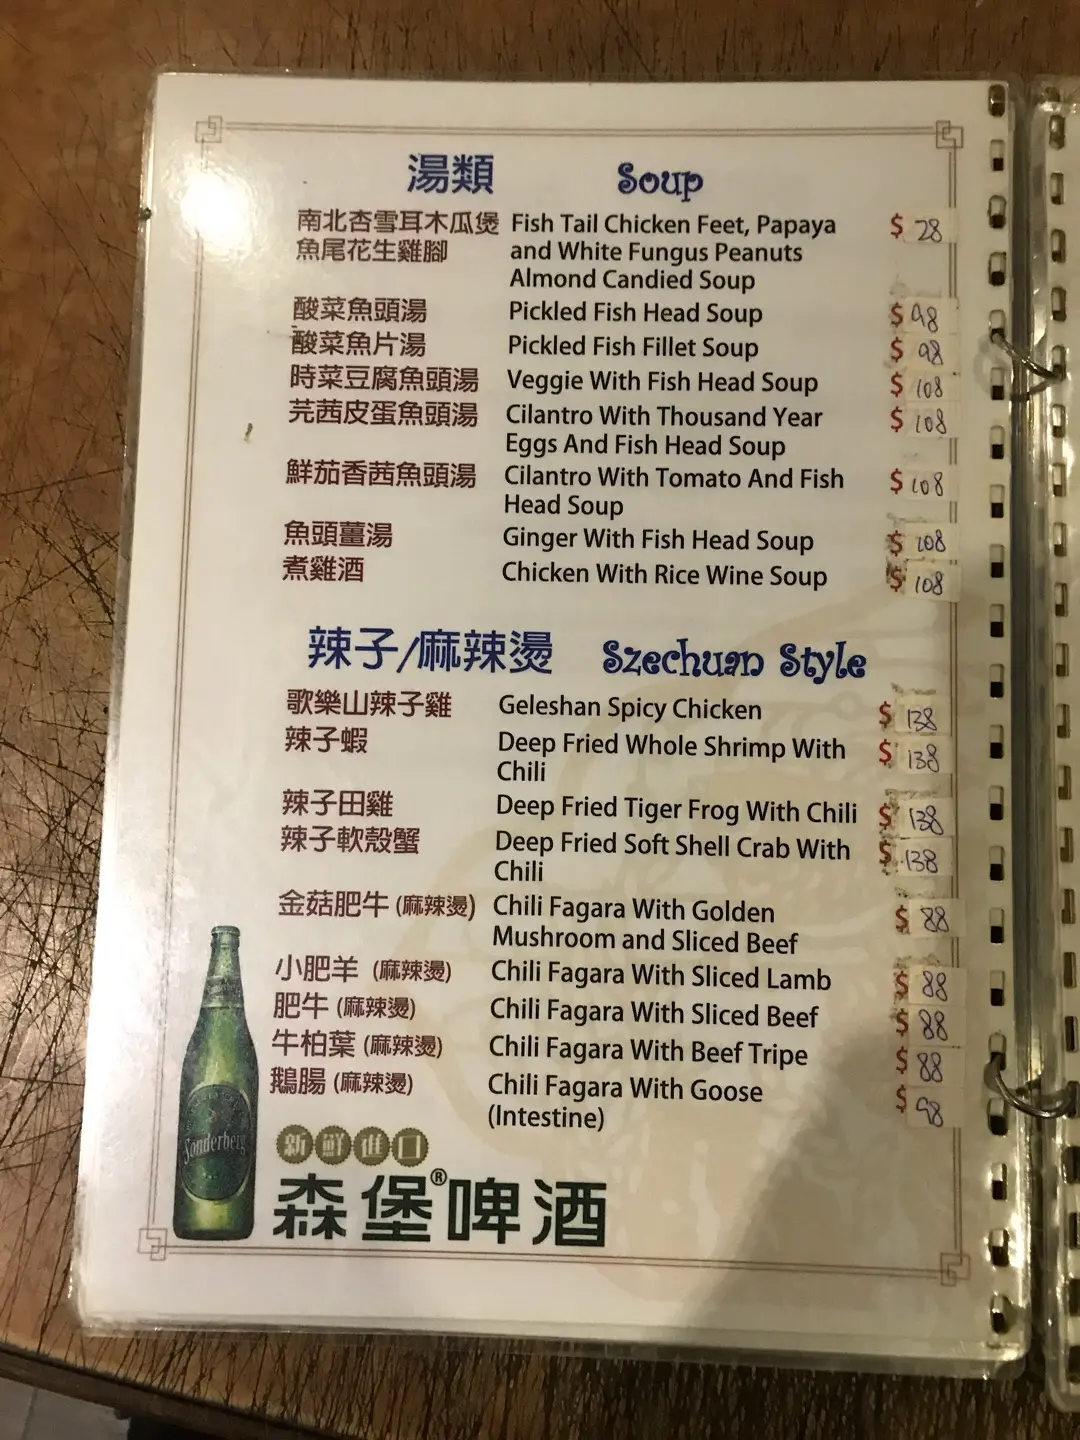 湯類 Soup
南北杏雪耳木瓜煲 Fish Tail Chicken Feet, Papaya $ 28
魚尾花生雞腳 and White Fungus Peanuts
Almond Candied Soup
酸菜魚頭湯 Pickled Fish Head Soup $ 98
酸菜魚片湯 Pickled Fish Fillet Soup $ 98
時菜豆腐魚頭湯 Veggie With Fish Head Soup $ 108
芫茜皮蛋魚頭湯 Cilantro With Thousand Year $ 108
Eggs And Fish Head Soup
鮮茄香茜魚頭湯 Cilantro With Tomato And Fish $ 108
Head Soup
魚頭薑湯 Ginger With Fish Head Soup $ 108
煮雞酒 Chicken With Rice Wine Soup $ 108
辣子/麻辣燙 Szechuan Style
歌樂山辣子雞 Geleshan Spicy Chicken $ 138
辣子蝦 Deep Fried Whole Shrimp With $ 138
Chili
辣子田雞 Deep Fried Tiger Frog With Chili $ 138
辣子軟殼蟹 Deep Fried Soft Shell Crab With $ 138
Chili
金菇肥牛 (麻辣燙) Chili Fagara With Golden $ 88
Mushroom and Sliced Beef
小肥羊 (麻辣燙) Chili Fagara With Sliced Lamb $ 88
肥牛 (麻辣燙) Chili Fagara With Sliced Beef $ 88
牛柏葉 (麻辣燙) Chili Fagara With Beef Tripe $ 88
鵝腸 (麻辣燙) Chili Fagara With Goose $ 98
(Intestine)
新鮮進口
Sonderberg
森堡®啤酒